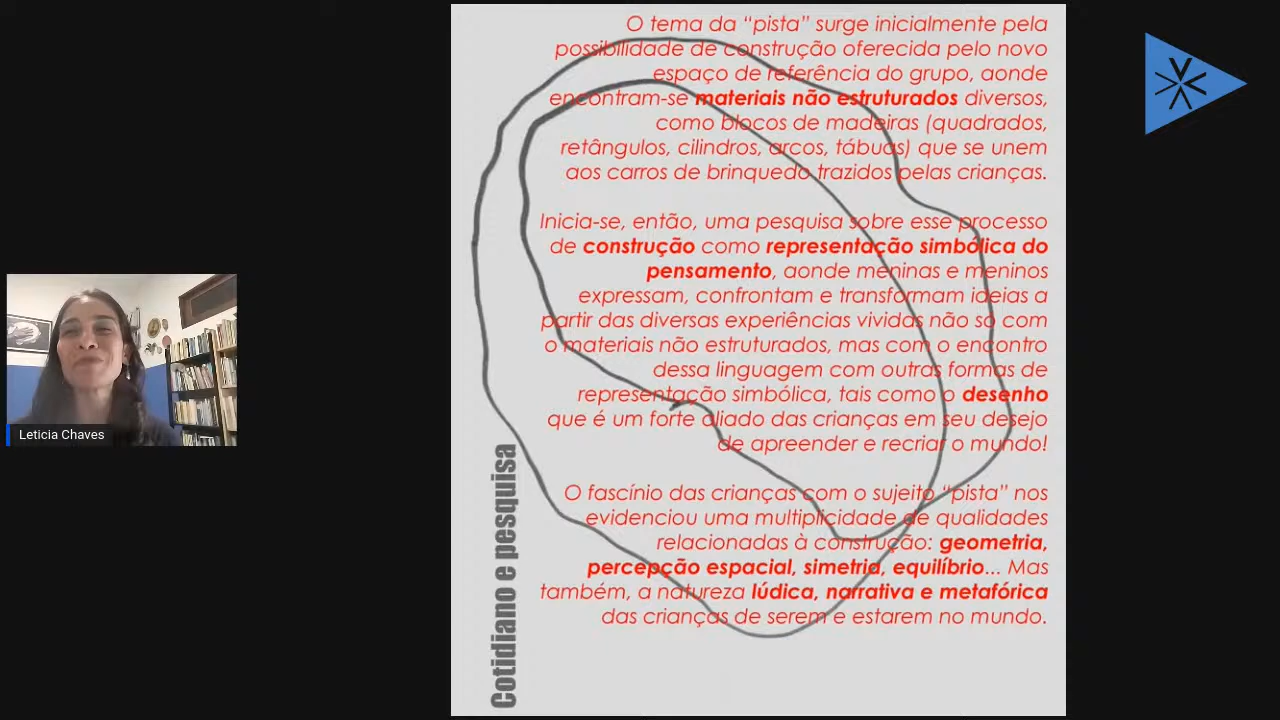 O tema da “pista” surge inicialmente pela
possibilidade de construção oferecida pelo novo
espaço de referência do grupo, aonde
encontram-se materiais não estruturados diversos,
como blocos de madeiras (quadrados,
retângulos, cilindros, arcos, tábuas) que se unem
aos carros de brinquedo trazidos pelas crianças.
Inicia-se, então, uma pesquisa sobre esse processo
de construção como representação simbólica do
pensamento, aonde meninas e meninos
expressam, confrontam e transformam ideias a
partir das diversas experiências vividas não só com
o materiais não estruturados, mas com o encontro
dessa linguagem com outras formas de
representação simbólica, tais como o desenho
que é um forte aliado das crianças em seu desejo
de apreender e recriar o mundo!
O fascínio das crianças com o sujeito “pista” nos
evidenciou uma multiplicidade de qualidades
relacionadas à construção: geometria,
percepção espacial, simetria, equilíbrio... Mas
também, a natureza lúdica, narrativa e metafórica
das crianças de serem e estarem no mundo.
Cotidiano e pesquisa
Leticia Chaves